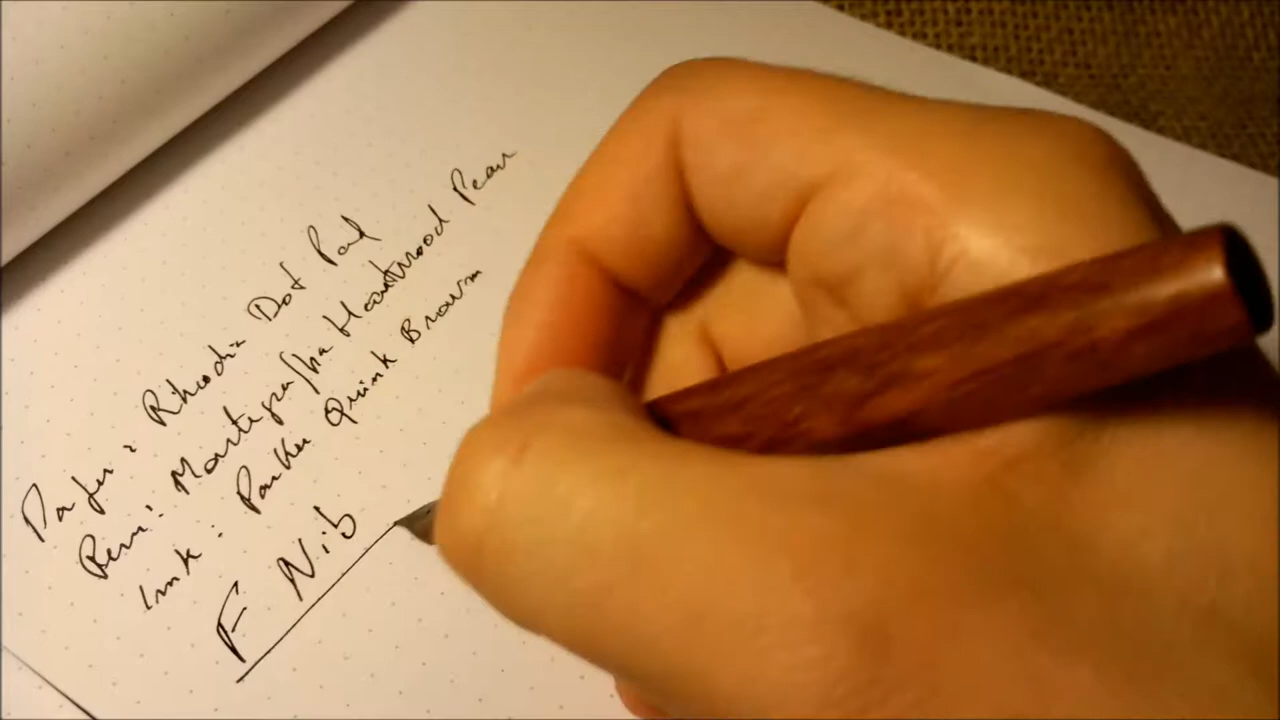 Paper: Rhodia Dot Pad
Pen: Montegrappa Heartwood Pear
Ink: Parker Quink Brown
F Nib